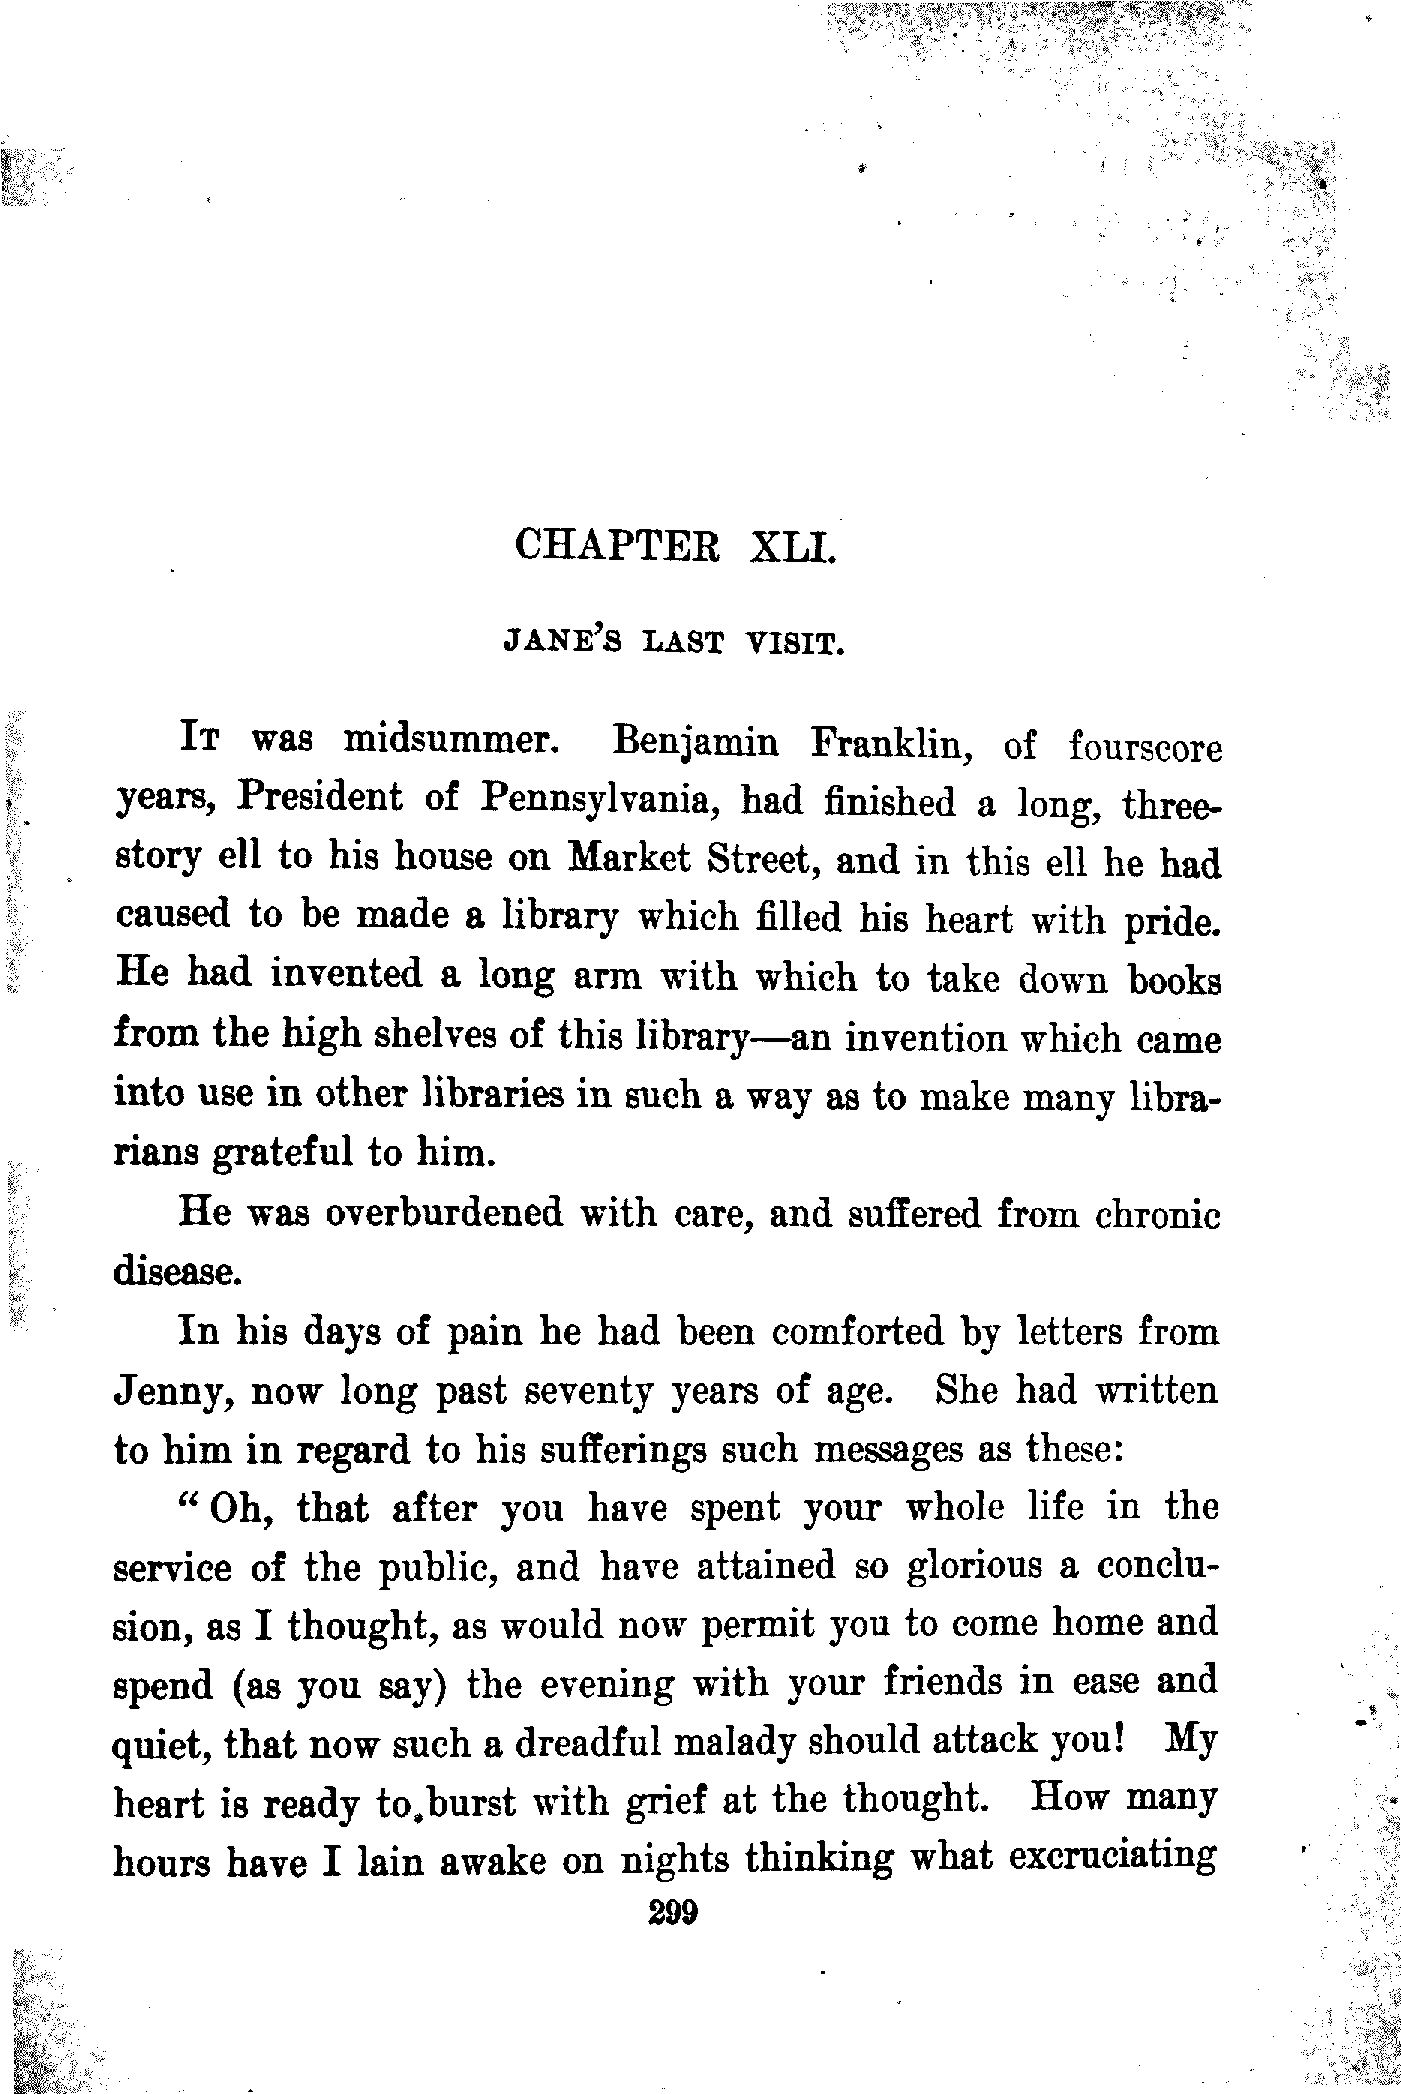 CHAPTER XLI.
JANE'S LAST VISIT.
IT was midsummer. Benjamin Franklin, of fourscore
years, President of Pennsylvania, had finished a long, three-
story ell to his house on Market Street, and in this ell he had
caused to be made a library which filled his heart with pride.
He had invented a long arm with which to take down books
from the high shelves of this library—an invention which came
into use in other libraries in such a way as to make many libra-
rians grateful to him.
He was overburdened with care, and suffered from chronic
disease.
In his days of pain he had been comforted by letters from
Jenny, now long past seventy years of age. She had written
to him in regard to his sufferings such messages as these:
"Oh, that after you have spent your whole life in the
service of the public, and have attained so glorious a conclu-
sion, as I thought, as would now permit you to come home and
spend (as you say) the evening with your friends in ease and
quiet, that now such a dreadful malady should attack you! My
heart is ready to burst with grief at the thought. How many
hours have I lain awake on nights thinking what excruciating
299